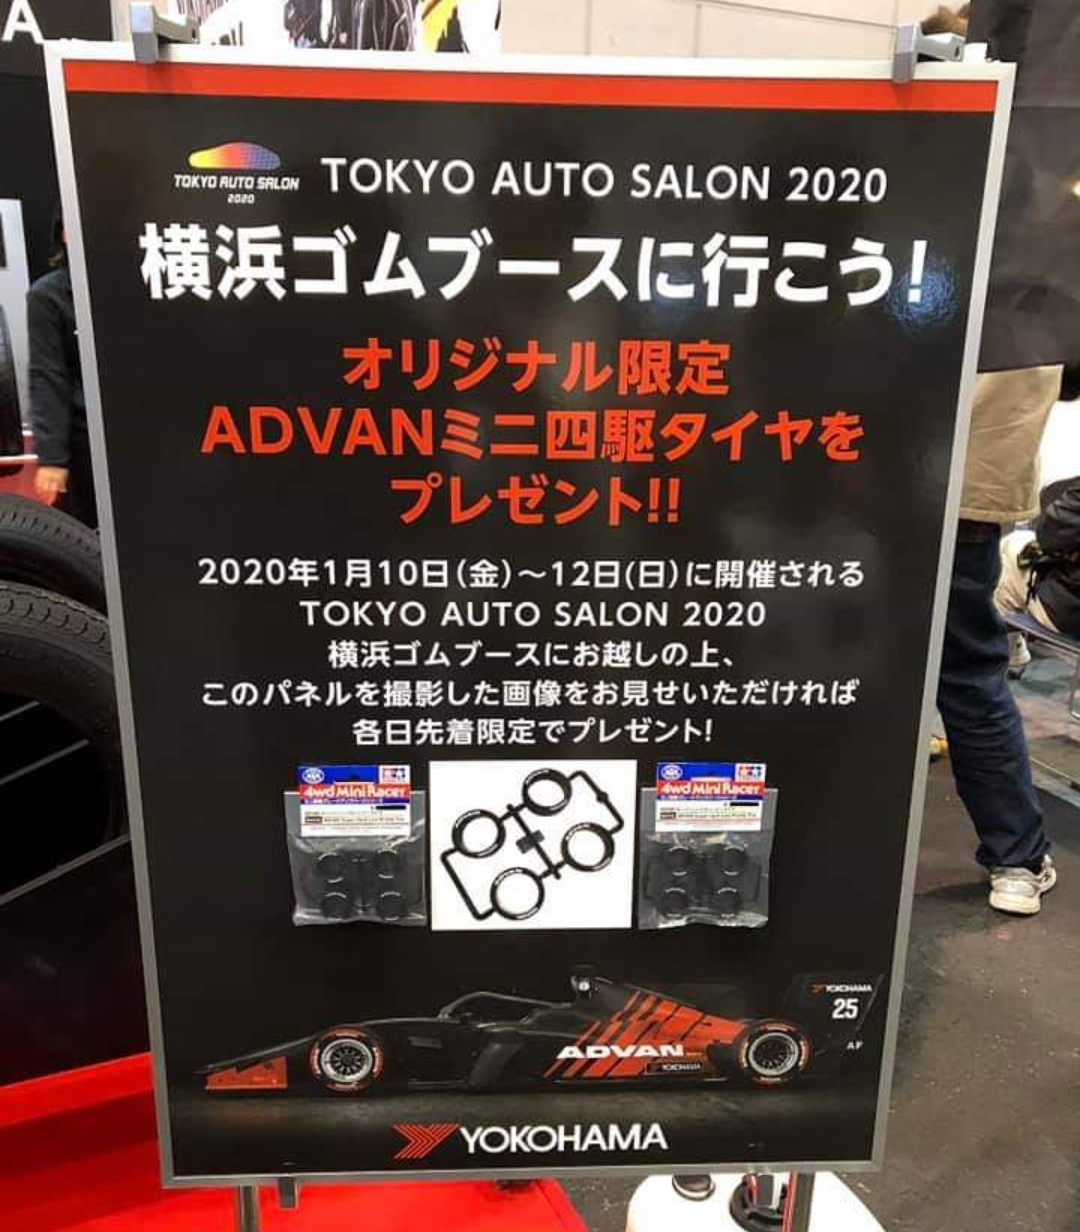 A
TOKYO AUTO SALON
2020
TOKYO AUTO SALON 2020
横浜ゴムブースに行こう!
オリジナル限定
ADVANミニ四駆タイヤを
プレゼント!!
2020年1月10日(金)〜12日(日)に開催される
TOKYO AUTO SALON 2020
横浜ゴムブースにお越しの上、
このパネルを撮影した画像をお見せいただければ
各日先着限定でプレゼント!
4wd Mini Racer
4wd Mini Racer
YOKOHAMA
25
ADVAN
YOKOHAMA
YOKOHAMA